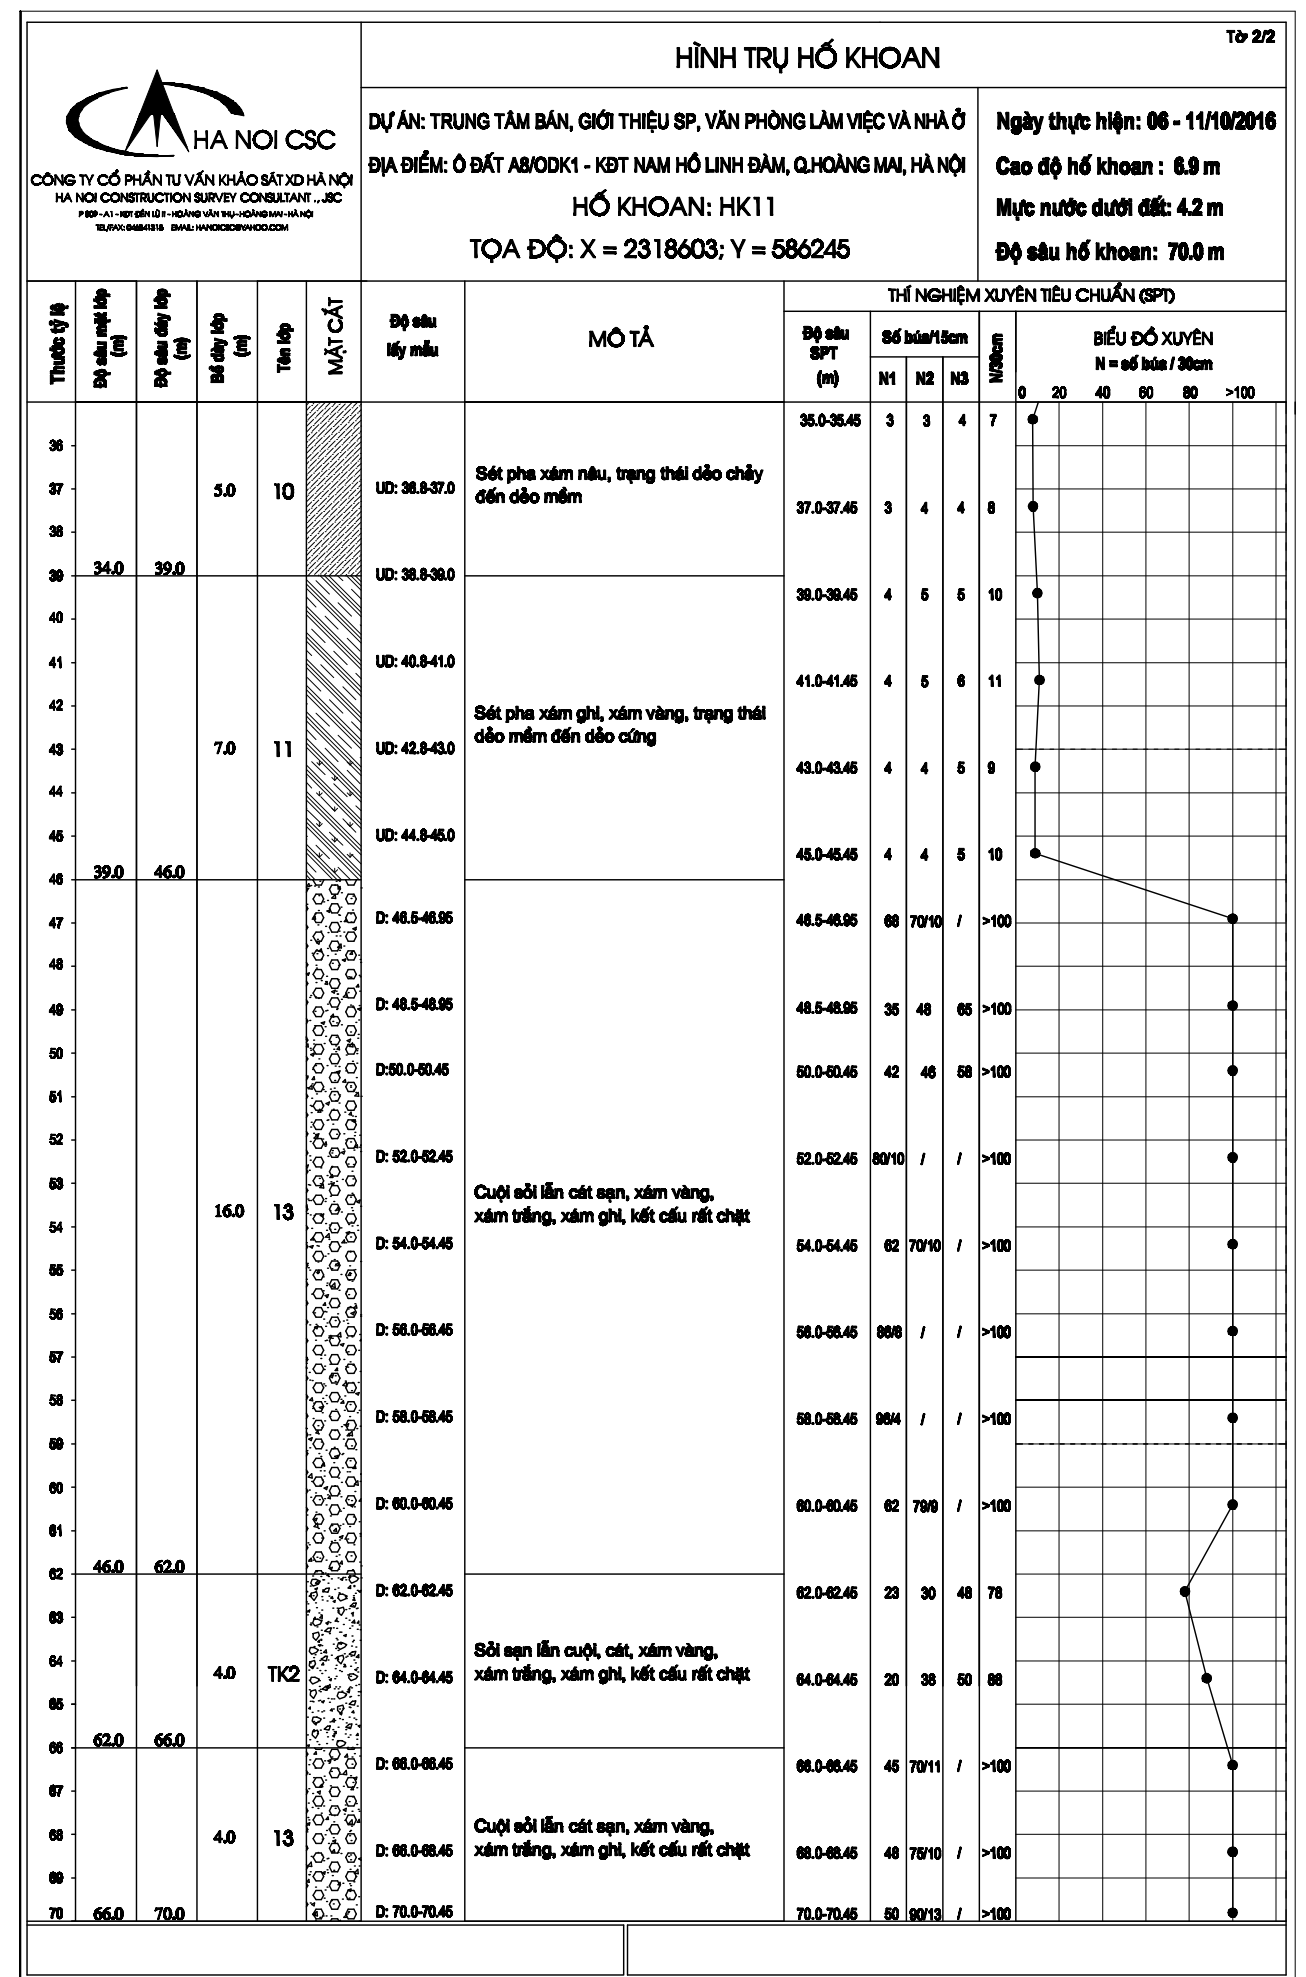 Tờ 2/2
HÌNH TRỤ HỐ KHOAN
HA NOI CSC
CÔNG TY CỔ PHẦN TƯ VẤN KHẢO SÁT XD HÀ NỘI
HA NOI CONSTRUCTION SURVEY CONSULTANT ., JSC
P 809 - A1 - KĐT ĐỀN LỪ II - HOÀNG VĂN THỤ - HOÀNG MAI - HÀ NỘI
EMAIL: HANOICSC@YAHOO.COM
DỰ ÁN: TRUNG TÂM BÁN, GIỚI THIỆU SP, VĂN PHÒNG LÀM VIỆC VÀ NHÀ Ở
ĐỊA ĐIỂM: Ô ĐẤT A8/ODK1 - KĐT NAM HỒ LINH ĐÀM, Q.HOÀNG MAI, HÀ NỘI
HỐ KHOAN: HK11
TỌA ĐỘ: X = 2318603; Y = 586245
Ngày thực hiện: 06 - 11/10/2016
Cao độ hố khoan : 6.9 m
Mực nước dưới đất: 4.2 m
Độ sâu hố khoan: 70.0 m
Thước tỷ lệ
Độ sâu mặt lớp (m)
Độ sâu đáy lớp (m)
Bề dày lớp (m)
Tên lớp
MẶT CẮT
Độ sâu
lấy mẫu
MÔ TẢ
THÍ NGHIỆM XUYÊN TIÊU CHUẨN (SPT)
Độ sâu
SPT
(m)
Số búa/15cm
N1 N2 N3
N/30cm
BIỂU ĐỒ XUYÊN
N = số búa / 30cm
0 20 40 60 80 >100
35.0-35.45 3 3 4 7
36
Sét pha xám nâu, trạng thái dẻo chảy
đến dẻo mềm
37 5.0 10 UD: 36.8-37.0
37.0-37.45 3 4 4 8
38
34.0 39.0
39 UD: 38.8-39.0
39.0-39.45 4 5 5 10
40
41 UD: 40.8-41.0
41.0-41.45 4 5 6 11
42
Sét pha xám ghi, xám vàng, trạng thái
dẻo mềm đến dẻo cứng
43 7.0 11 UD: 42.8-43.0
43.0-43.45 4 4 5 9
44
45 UD: 44.8-45.0
45.0-45.45 4 4 5 10
39.0 46.0
46
47 D: 46.5-46.95 46.5-46.95 68 70/10 / >100
48
49 D: 48.5-48.95 48.5-48.95 35 48 65 >100
50
D:50.0-50.45 50.0-50.45 42 46 58 >100
51
52
D: 52.0-52.45 52.0-52.45 80/10 / / >100
53
Cuội sỏi lẫn cát sạn, xám vàng,
xám trắng, xám ghi, kết cấu rất chặt
16.0 13
54
D: 54.0-54.45 54.0-54.45 62 70/10 / >100
55
56
D: 56.0-56.45 56.0-56.45 / / >100
57
58
D: 58.0-58.45 58.0-58.45 / / >100
59
60
D: 60.0-60.45 60.0-60.45 62 79/9 / >100
61
46.0 62.0
62
D: 62.0-62.45 62.0-62.45 23 30 48 78
63
Sỏi sạn lẫn cuội, cát, xám vàng,
xám trắng, xám ghi, kết cấu rất chặt
64 4.0 TK2
D: 64.0-64.45 64.0-64.45 20 38 50 88
65
62.0 66.0
66
D: 66.0-66.45 66.0-66.45 45 70/11 / >100
67
Cuội sỏi lẫn cát sạn, xám vàng,
xám trắng, xám ghi, kết cấu rất chặt
68 4.0 13
68.0-68.45 48 75/10 / >100
69
70 66.0 70.0 D: 70.0-70.45 70.0-70.45 50 90/13 / >100